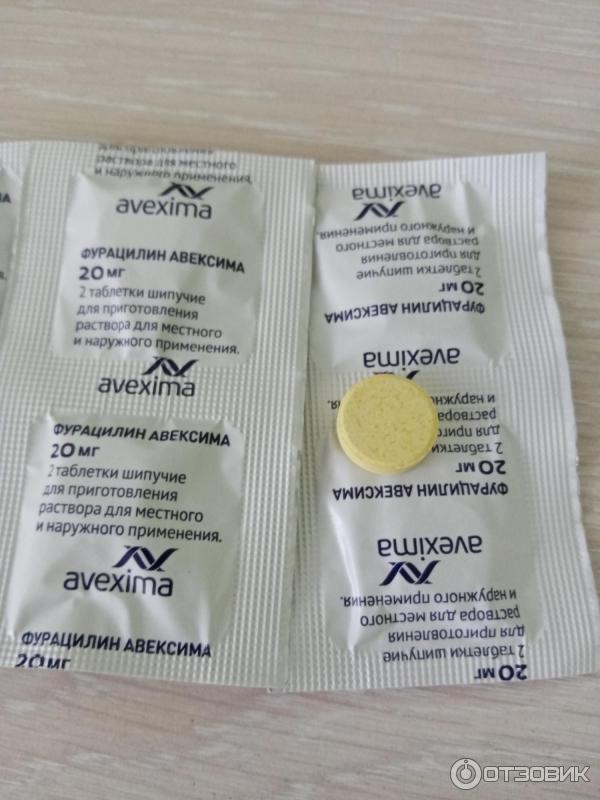 для приготовления
раствора для местного
и наружного применения.
avexima
ФУРАЦИЛИН АВЕКСИМА
20 мг
2 таблетки шипучие
для приготовления
раствора для местного
и наружного применения.
avexima
ФУРАЦИЛИН АВЕКСИМА
20 мг
2 таблетки шипучие
для приготовления
раствора для местного
и наружного применения.
avexima
ФУРАЦИЛИН АВЕКСИМА
20 мг
20 мг
2 таблетки шипучие
для приготовления
раствора для местного
и наружного применения.
avexima
ФУРАЦИЛИН АВЕКСИМА
20 мг
2 таблетки
для
и
avexima
ФУРАЦИЛИН АВЕКСИМА
20 мг
2 таблетки шипучие
для приготовления
раствора для местного
и наружного применения.
avexima
ОТЗОВИК